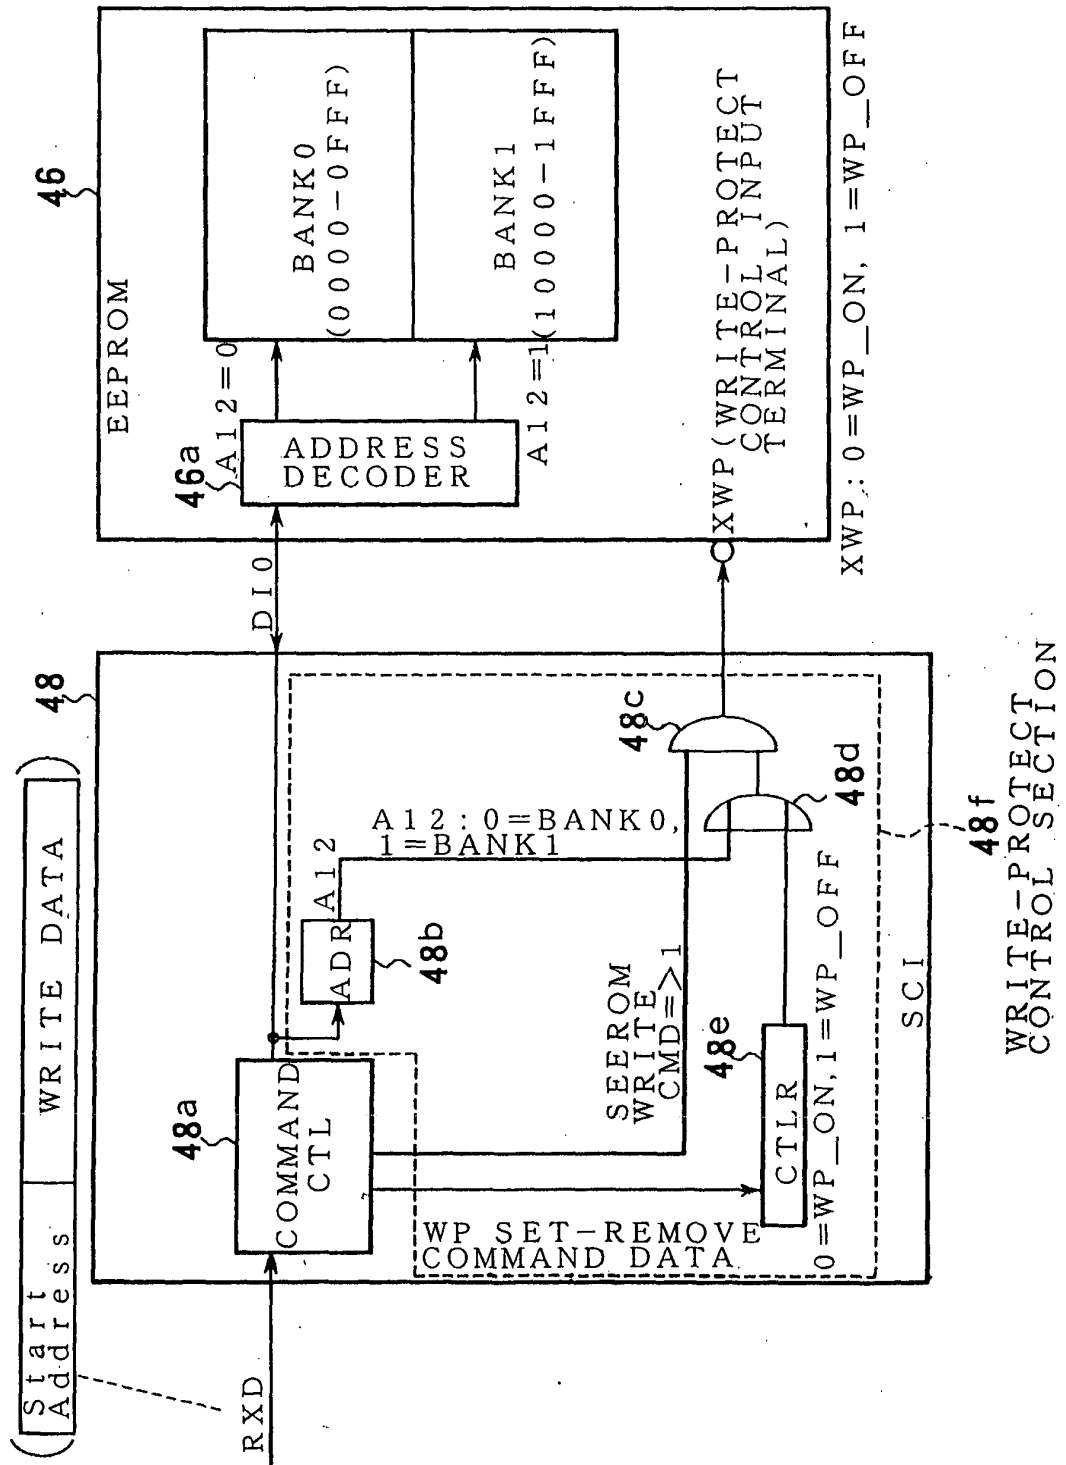 (Start
Address
WRITE DATA)
RXD
48
48a
COMMAND
CTL
ADR
48b
A12
A12:0=BANK0,
1=BANK1
SEEROM
WRITE
CMD=>1
48c
48d
48e
CTLR
0=WP_ON,1=WP_OFF
WP SET-REMOVE
COMMAND DATA
SCI
48f
WRITE-PROTECT
CONTROL SECTION
DI0
46
EEPROM
46a
ADDRESS
DECODER
A12=0
A12=1
BANK0
(0000-0FFF)
BANK1
(10000-1FFF)
XWP(WRITE-PROTECT
CONTROL INPUT
TERMINAL)
XWP:0=WP_ON, 1=WP_OFF